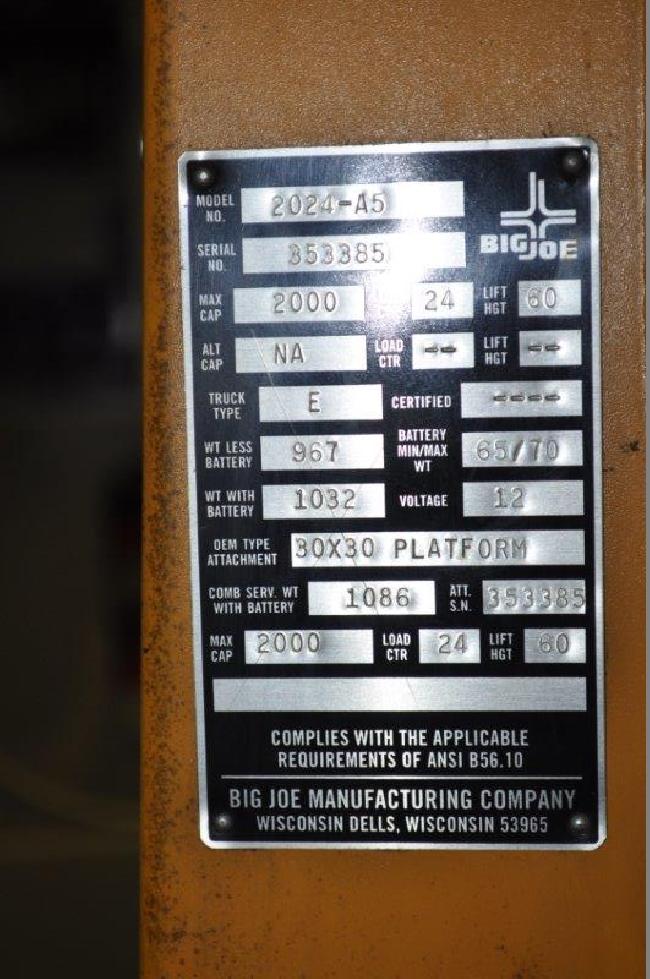 BIG JOE
MODEL NO. 2024-A5
SERIAL NO. 353385
MAX CAP 2000 24 LIFT HGT 60
ALT CAP NA LOAD CTR -- LIFT HGT --
TRUCK TYPE E CERTIFIED ----
WT LESS BATTERY 967 BATTERY MIN/MAX WT 65/70
WT WITH BATTERY 1032 VOLTAGE 12
OEM TYPE ATTACHMENT 30X30 PLATFORM
COMB SERV. WT WITH BATTERY 1086 ATT. S.N. 353385
MAX CAP 2000 LOAD CTR 24 LIFT HGT 60
COMPLIES WITH THE APPLICABLE
REQUIREMENTS OF ANSI B56.10
BIG JOE MANUFACTURING COMPANY
WISCONSIN DELLS, WISCONSIN 53965